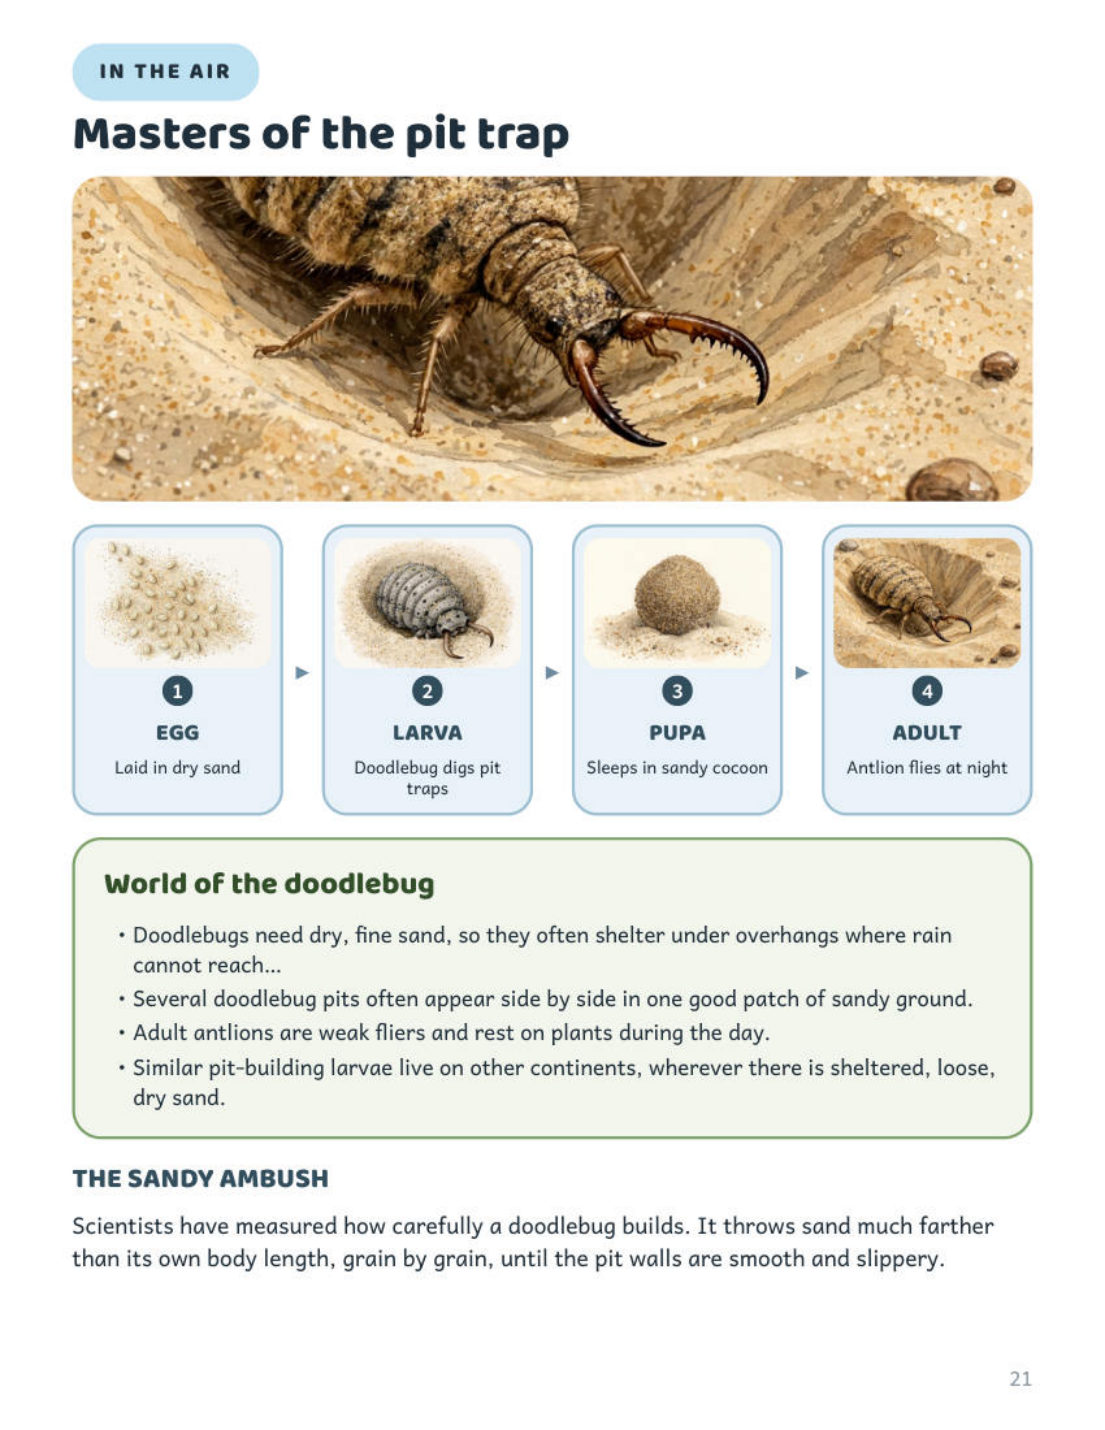 IN THE AIR
Masters of the pit trap
1
EGG
Laid in dry sand
2
LARVA
Doodlebug digs pit
traps
3
PUPA
Sleeps in sandy cocoon
4
ADULT
Antlion flies at night
World of the doodlebug
• Doodlebugs need dry, fine sand, so they often shelter under overhangs where rain
cannot reach...
• Several doodlebug pits often appear side by side in one good patch of sandy ground.
• Adult antlions are weak fliers and rest on plants during the day.
• Similar pit-building larvae live on other continents, wherever there is sheltered, loose,
dry sand.
THE SANDY AMBUSH
Scientists have measured how carefully a doodlebug builds. It throws sand much farther
than its own body length, grain by grain, until the pit walls are smooth and slippery.
21